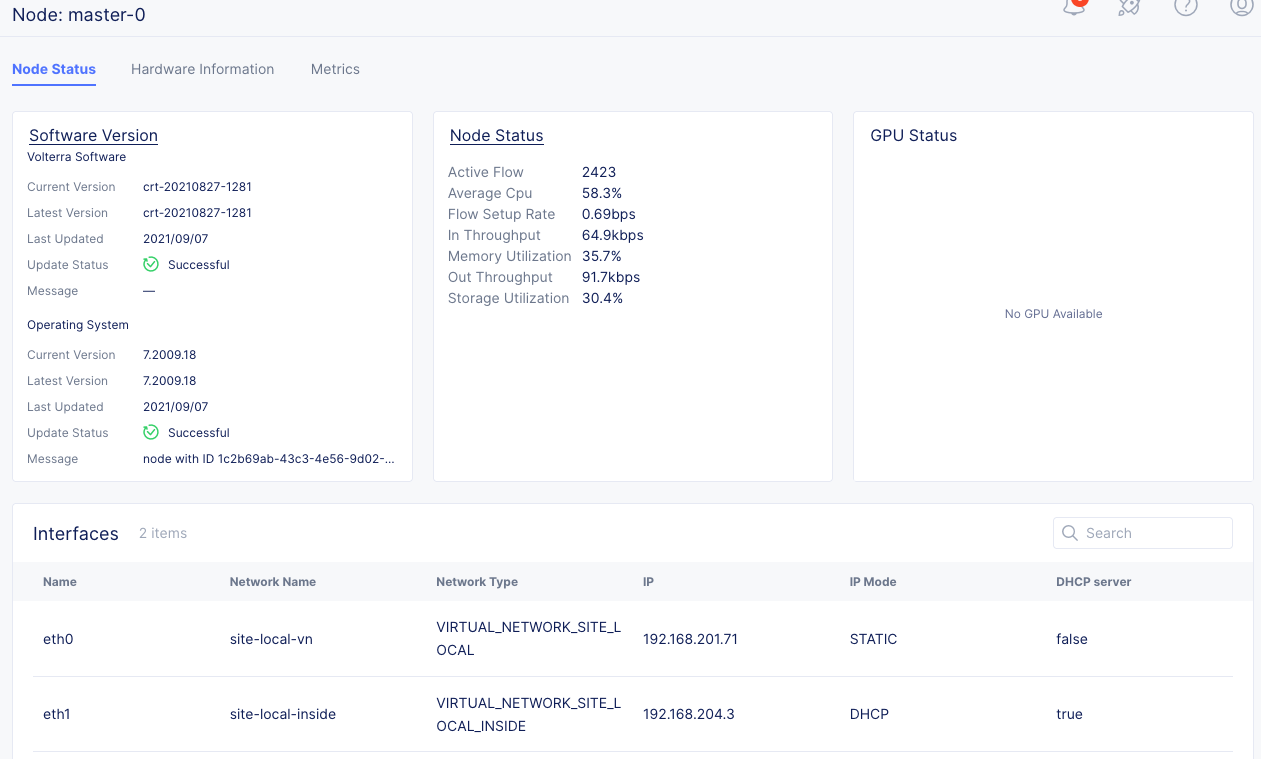 Node: master-0
Node Status Hardware Information Metrics
Software Version
Volterra Software
Current Version crt-20210827-1281
Latest Version crt-20210827-1281
Last Updated 2021/09/07
Update Status Successful
Message —
Operating System
Current Version 7.2009.18
Latest Version 7.2009.18
Last Updated 2021/09/07
Update Status Successful
Message node with ID 1c2b69ab-43c3-4e56-9d02-...
Node Status
Active Flow 2423
Average Cpu 58.3%
Flow Setup Rate 0.69bps
In Throughput 64.9kbps
Memory Utilization 35.7%
Out Throughput 91.7kbps
Storage Utilization 30.4%
GPU Status
No GPU Available
Interfaces 2 items Search
Name Network Name Network Type IP IP Mode DHCP server
eth0 site-local-vn VIRTUAL_NETWORK_SITE_L 192.168.201.71 STATIC false
OCAL
eth1 site-local-inside VIRTUAL_NETWORK_SITE_L 192.168.204.3 DHCP true
OCAL_INSIDE